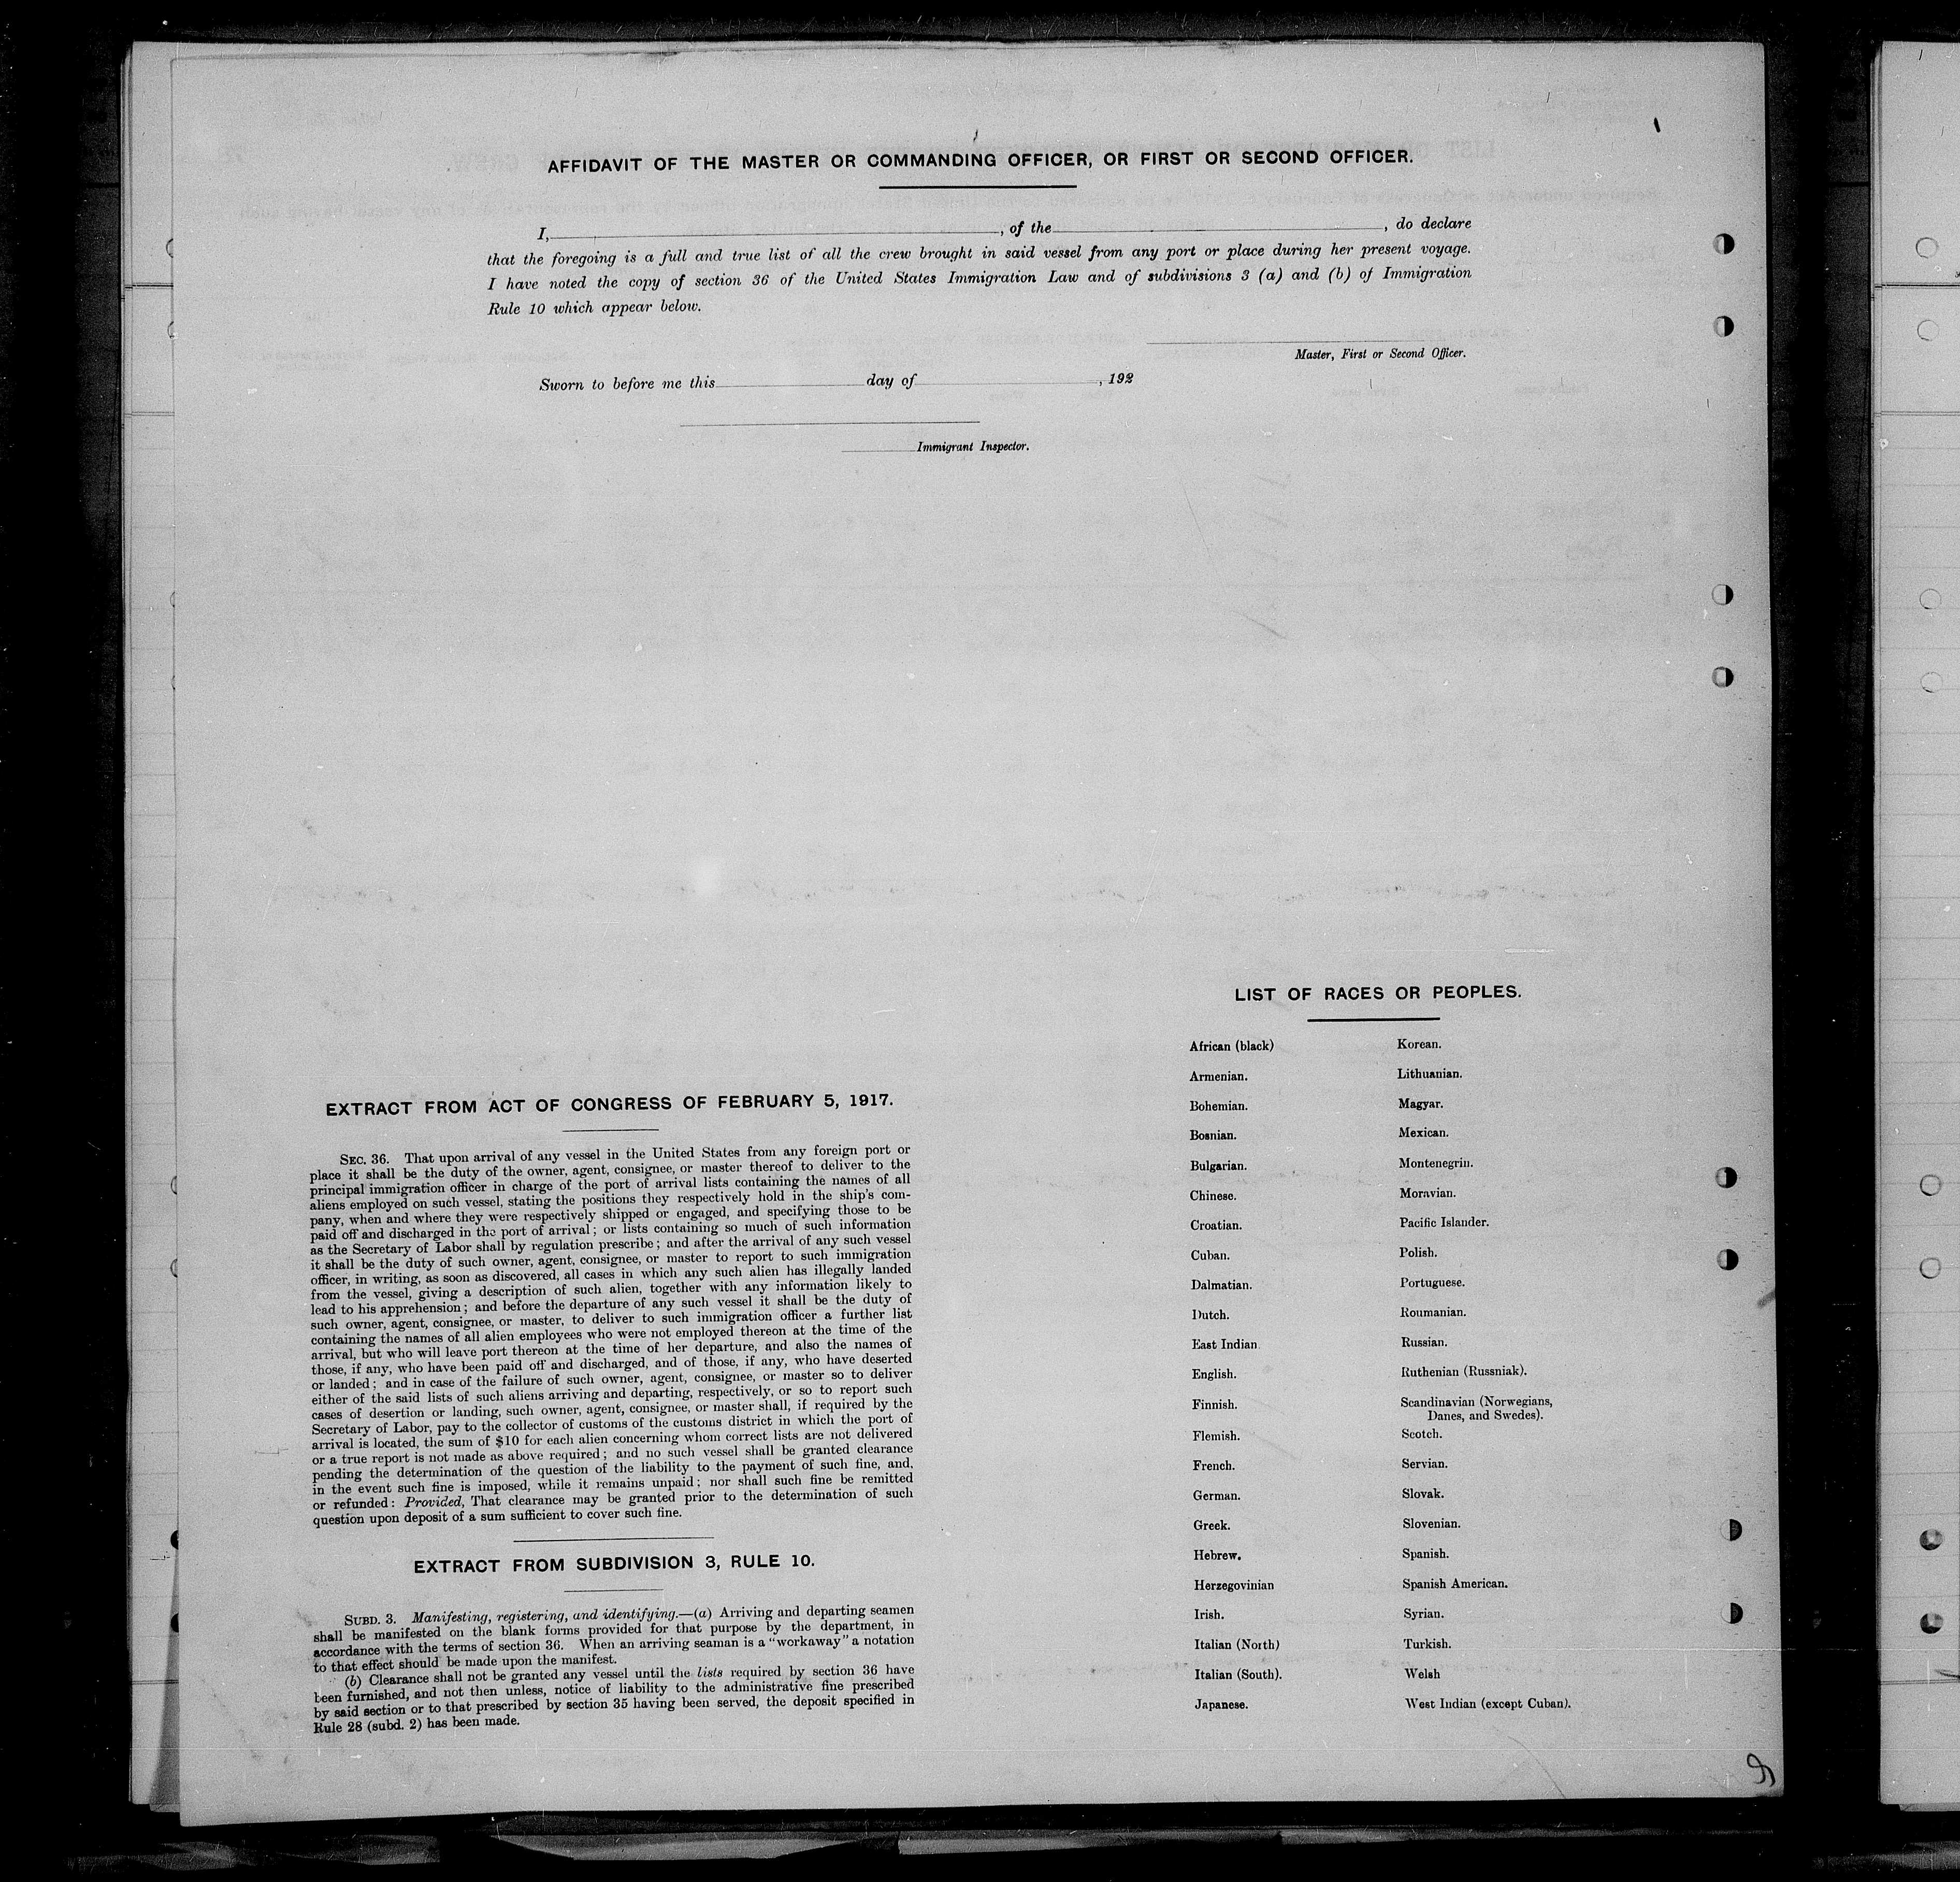 AFFIDAVIT OF THE MASTER OR COMMANDING OFFICER, OR FIRST OR SECOND OFFICER.
I, , of the , do declare
that the foregoing is a full and true list of all the crew brought in said vessel from any port or place during her present voyage.
I have noted the copy of section 36 of the United States Immigration Law and of subdivisions 3 (a) and (b) of Immigration
Rule 10 which appear below.
Master, First or Second Officer.
Sworn to before me this day of , 192
Immigrant Inspector.
EXTRACT FROM ACT OF CONGRESS OF FEBRUARY 5, 1917.
SEC. 36. That upon arrival of any vessel in the United States from any foreign port or
place it shall be the duty of the owner, agent, consignee, or master thereof to deliver to the
principal immigration officer in charge of the port of arrival lists containing the names of all
aliens employed on such vessel, stating the positions they respectively hold in the ship's com-
pany, when and where they were respectively shipped or engaged, and specifying those to be
paid off and discharged in the port of arrival; or lists containing so much of such information
as the Secretary of Labor shall by regulation prescribe; and after the arrival of any such vessel
it shall be the duty of such owner, agent, consignee, or master to report to such immigration
officer, in writing, as soon as discovered, all cases in which any such alien has illegally landed
from the vessel, giving a description of such alien, together with any information likely to
lead to his apprehension; and before the departure of any such vessel it shall be the duty of
such owner, agent, consignee, or master, to deliver to such immigration officer a further list
containing the names of all alien employees who were not employed thereon at the time of the
arrival, but who will leave port thereon at the time of her departure, and also the names of
those, if any, who have been paid off and discharged, and of those, if any, who have deserted
or landed; and in case of the failure of such owner, agent, consignee, or master so to deliver
either of the said lists of such aliens arriving and departing, respectively, or so to report such
cases of desertion or landing, such owner, agent, consignee, or master shall, if required by the
Secretary of Labor, pay to the collector of customs of the customs district in which the port of
arrival is located, the sum of $10 for each alien concerning whom correct lists are not delivered
or a true report is not made as above required; and no such vessel shall be granted clearance
pending the determination of the question of the liability to the payment of such fine, and,
in the event such fine is imposed, while it remains unpaid; nor shall such fine be remitted
or refunded: Provided, That clearance may be granted prior to the determination of such
question upon deposit of a sum sufficient to cover such fine.
EXTRACT FROM SUBDIVISION 3, RULE 10.
SUBD. 3. Manifesting, registering, and identifying.—(a) Arriving and departing seamen
shall be manifested on the blank forms provided for that purpose by the department, in
accordance with the terms of section 36. When an arriving seaman is a "workaway" a notation
to that effect should be made upon the manifest.
(b) Clearance shall not be granted any vessel until the lists required by section 36 have
been furnished, and not then unless, notice of liability to the administrative fine prescribed
by said section or to that prescribed by section 35 having been served, the deposit specified in
Rule 28 (subd. 2) has been made.
LIST OF RACES OR PEOPLES.
African (black)
Armenian.
Bohemian.
Bosnian.
Bulgarian.
Chinese.
Croatian.
Cuban.
Dalmatian.
Dutch.
East Indian
English.
Finnish.
Flemish.
French.
German.
Greek.
Hebrew.
Herzegovinian
Irish.
Italian (North)
Italian (South).
Japanese.
Korean.
Lithuanian.
Magyar.
Mexican.
Montenegrin.
Moravian.
Pacific Islander.
Polish.
Portuguese.
Roumanian.
Russian.
Ruthenian (Russniak).
Scandinavian (Norwegians,
Danes, and Swedes).
Scotch.
Servian.
Slovak.
Slovenian.
Spanish.
Spanish American.
Syrian.
Turkish.
Welsh
West Indian (except Cuban).